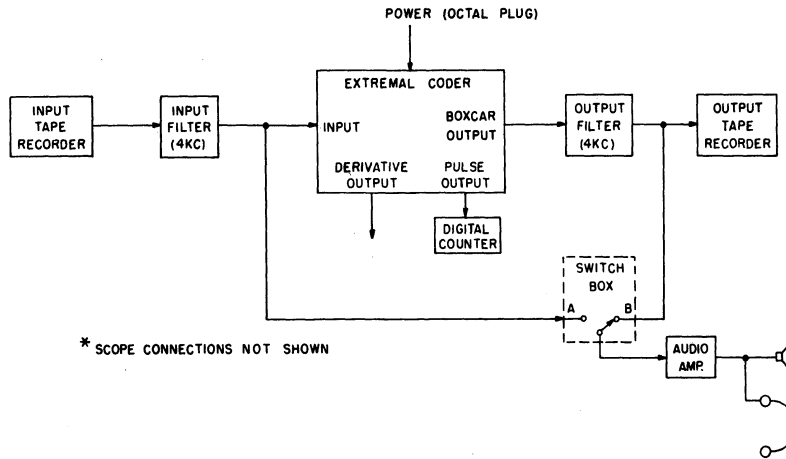 POWER (OCTAL PLUG)
INPUT
TAPE
RECORDER
INPUT
FILTER
(4KC)
EXTREMAL CODER
INPUT
BOXCAR
OUTPUT
DERIVATIVE
OUTPUT
PULSE
OUTPUT
OUTPUT
FILTER
(4KC)
OUTPUT
TAPE
RECORDER
DIGITAL
COUNTER
SWITCH
BOX
A
B
* SCOPE CONNECTIONS NOT SHOWN
AUDIO
AMP.